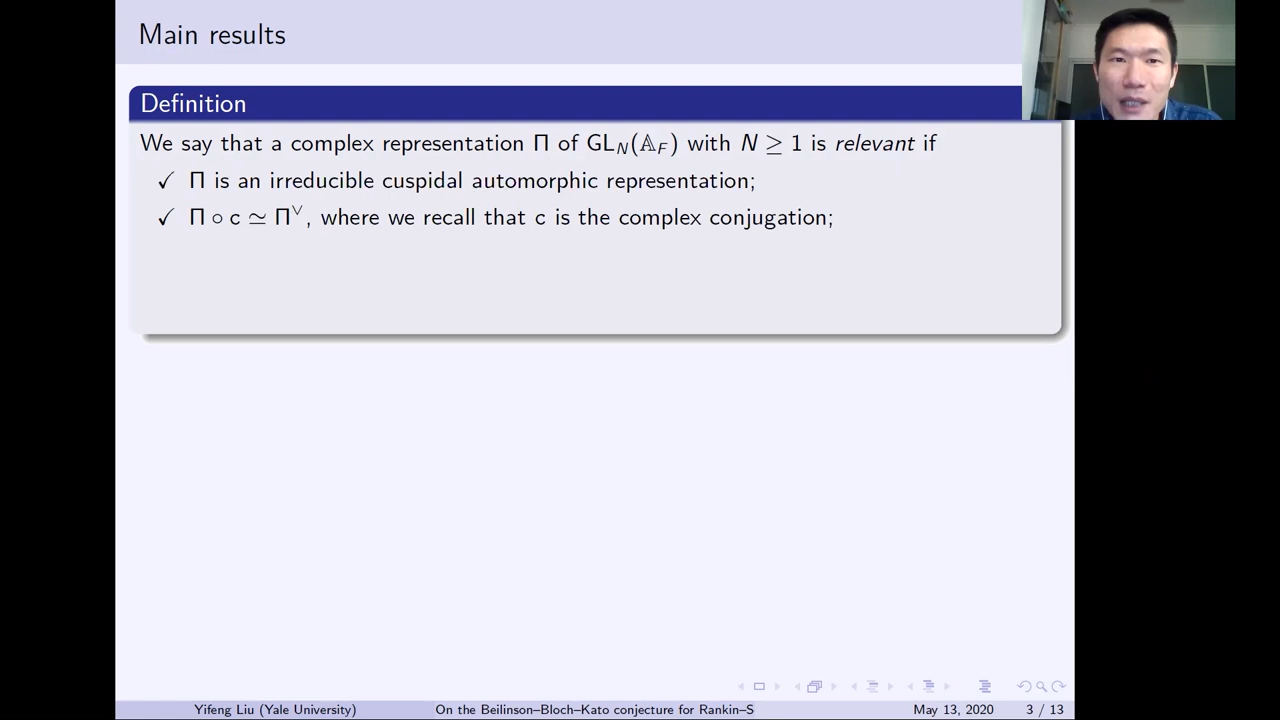 Main results
Definition
We say that a complex representation Π of GL_N(𝔸_F) with N ≥ 1 is relevant if
✓ Π is an irreducible cuspidal automorphic representation;
✓ Π ∘ c ≃ Π^∨, where we recall that c is the complex conjugation;
Yifeng Liu (Yale University) On the Beilinson–Bloch–Kato conjecture for Rankin–S May 13, 2020 3 / 13